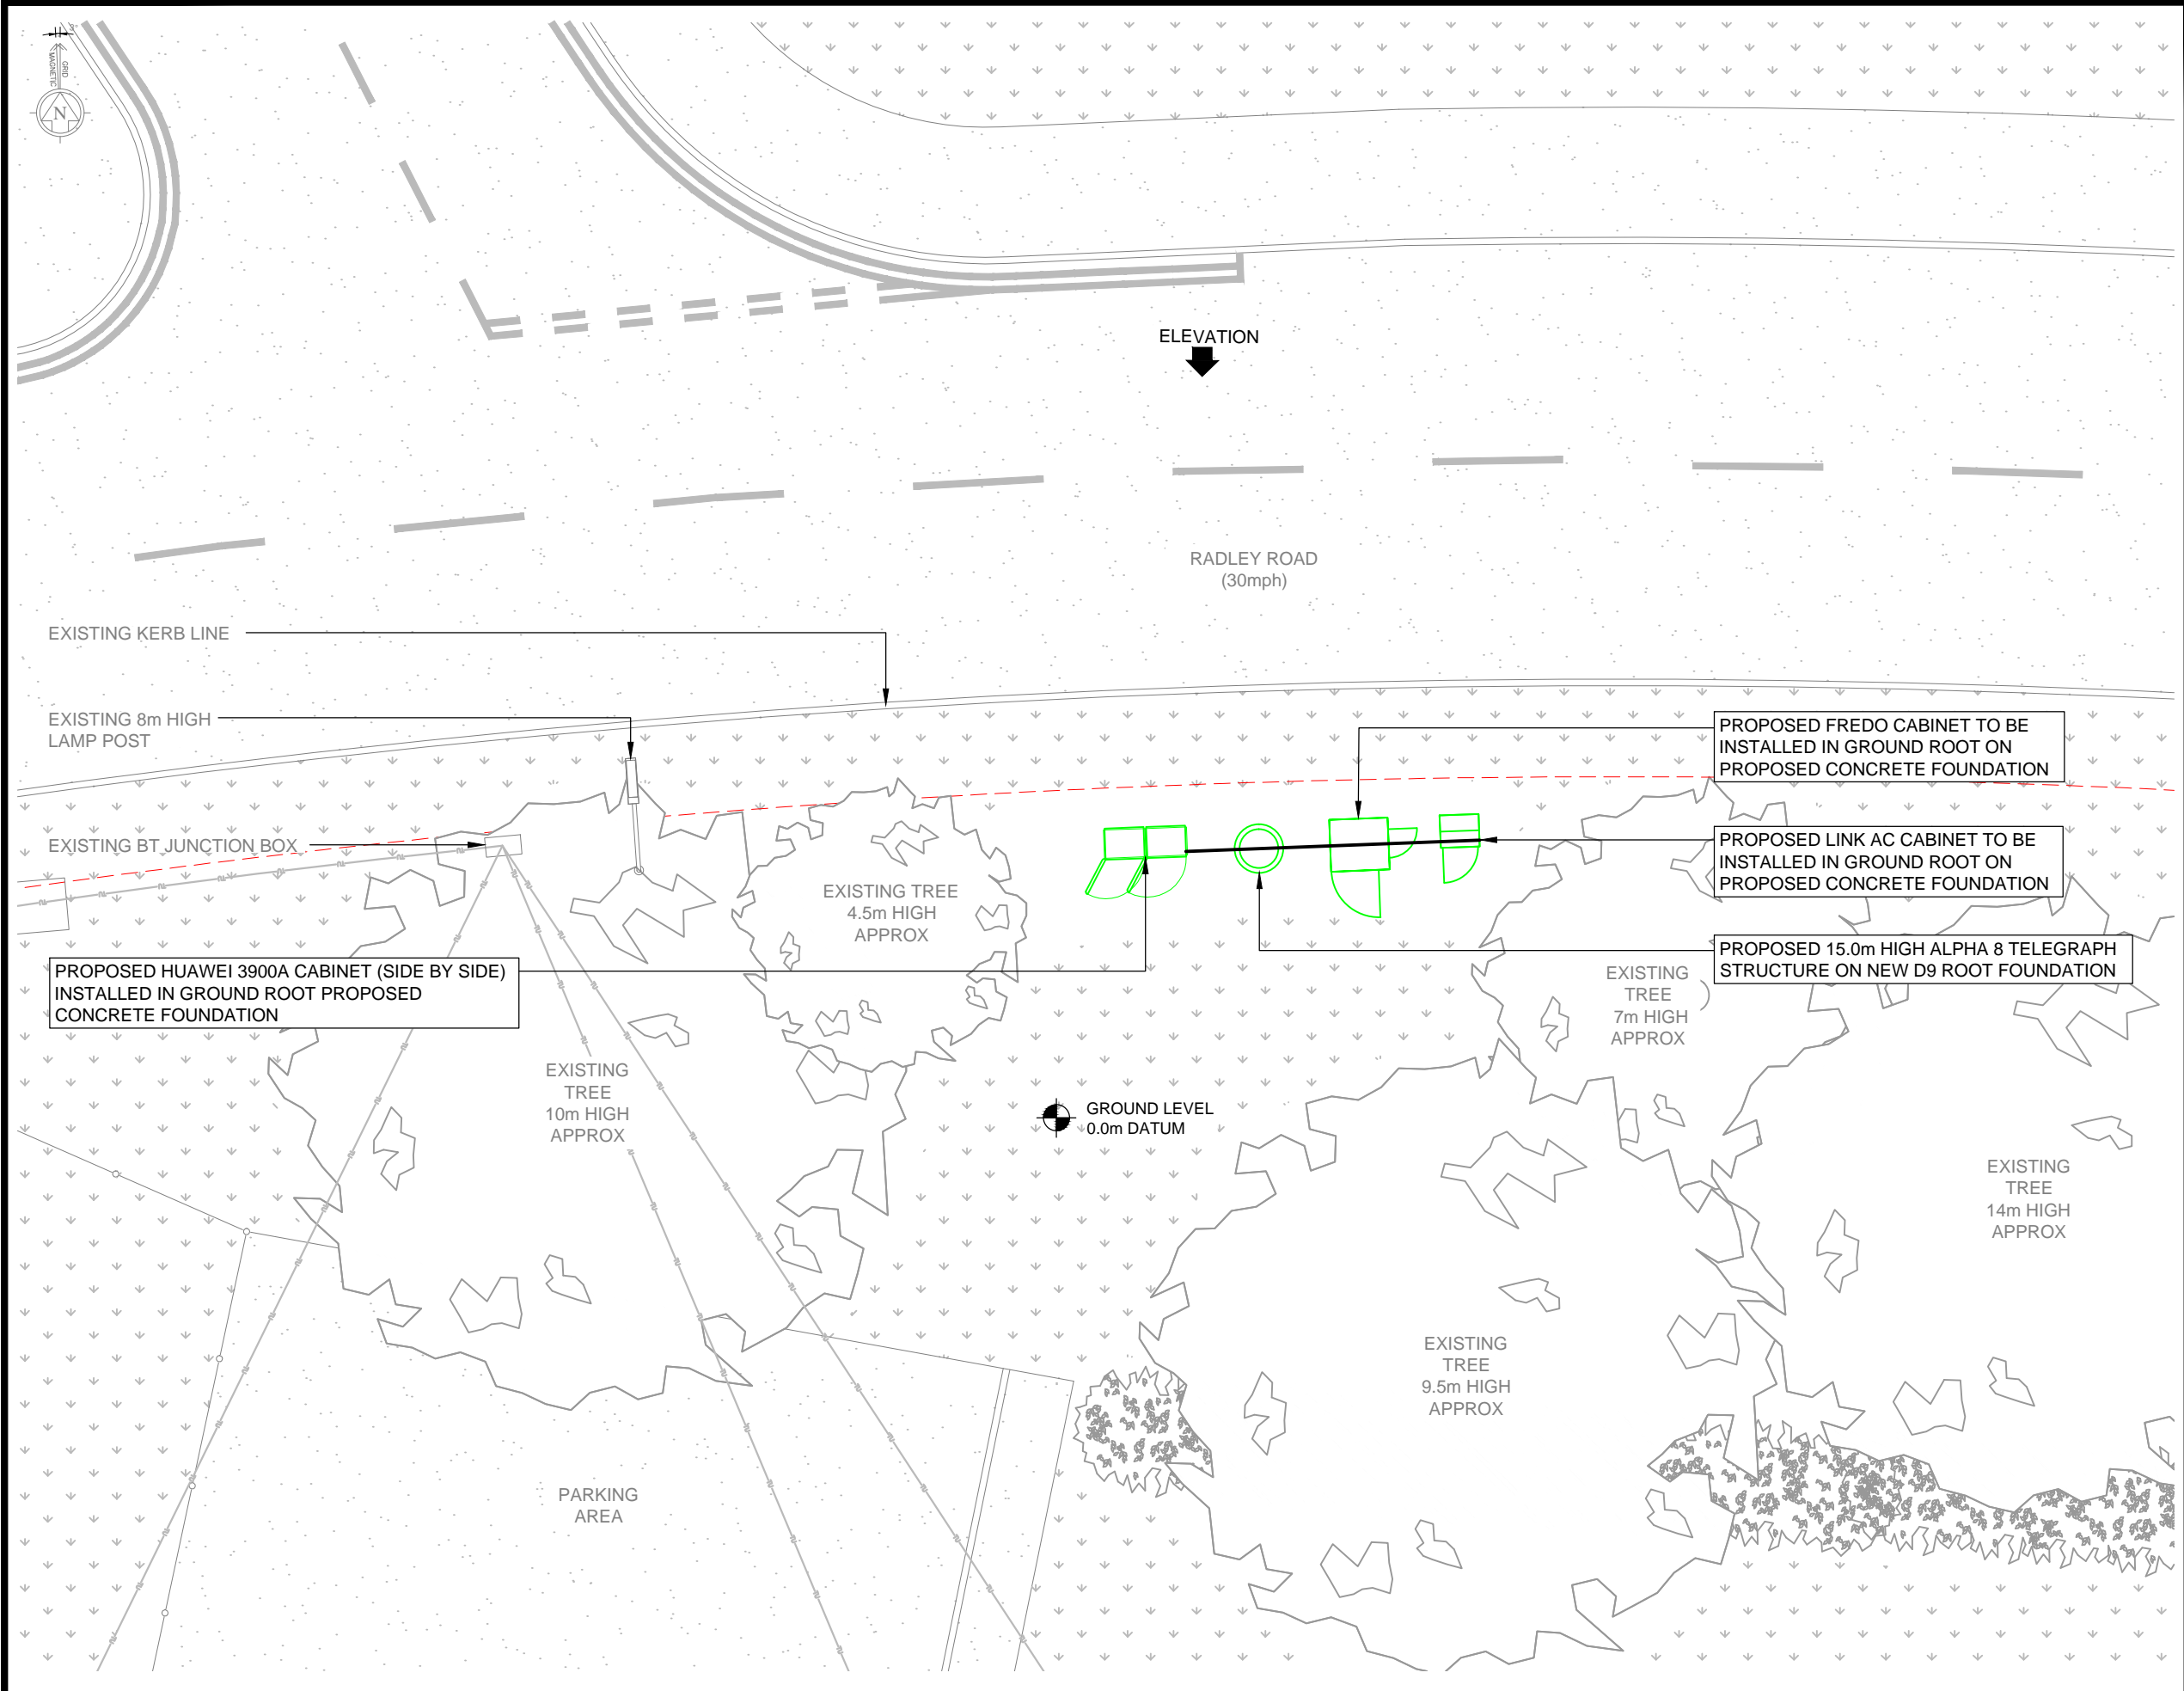 GRID
MAGNETIC
N
ELEVATION
RADLEY ROAD
(30mph)
EXISTING KERB LINE
EXISTING 8m HIGH
LAMP POST
PROPOSED FREDO CABINET TO BE
INSTALLED IN GROUND ROOT ON
PROPOSED CONCRETE FOUNDATION
EXISTING BT JUNCTION BOX
PROPOSED LINK AC CABINET TO BE
INSTALLED IN GROUND ROOT ON
PROPOSED CONCRETE FOUNDATION
EXISTING TREE
4.5m HIGH
APPROX
PROPOSED 15.0m HIGH ALPHA 8 TELEGRAPH
STRUCTURE ON NEW D9 ROOT FOUNDATION
PROPOSED HUAWEI 3900A CABINET (SIDE BY SIDE)
INSTALLED IN GROUND ROOT PROPOSED
CONCRETE FOUNDATION
EXISTING
TREE
7m HIGH
APPROX
EXISTING
TREE
10m HIGH
APPROX
GROUND LEVEL
0.0m DATUM
EXISTING
TREE
14m HIGH
APPROX
EXISTING
TREE
9.5m HIGH
APPROX
PARKING
AREA